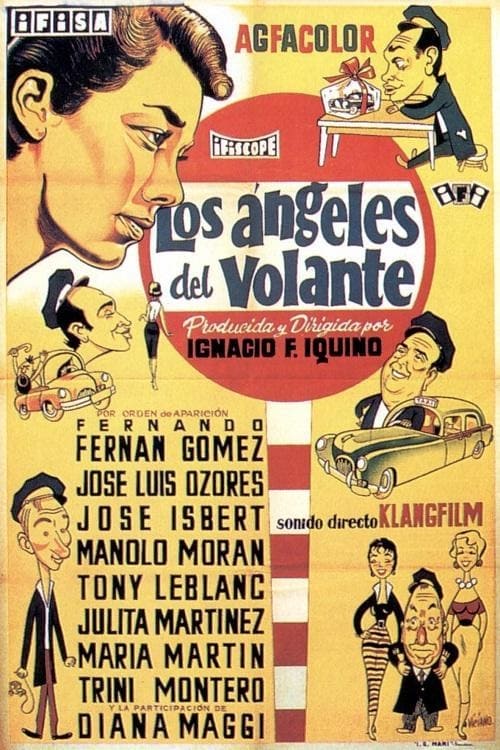 IFISA
AGFACOLOR
IFISCOPE
IFI
Los ángeles
del Volante
Producida y Dirigida por
IGNACIO F. IQUINO
TAXI
POR ORDEN de APARICIÓN
FERNANDO
FERNAN GOMEZ
JOSE LUIS OZORES
JOSE ISBERT
MANOLO MORAN
TONY LEBLANC
JULITA MARTINEZ
MARIA MARTIN
TRINI MONTERO
Y LA PARTICIPACIÓN DE
DIANA MAGGI
sonido directo KLANGFILM